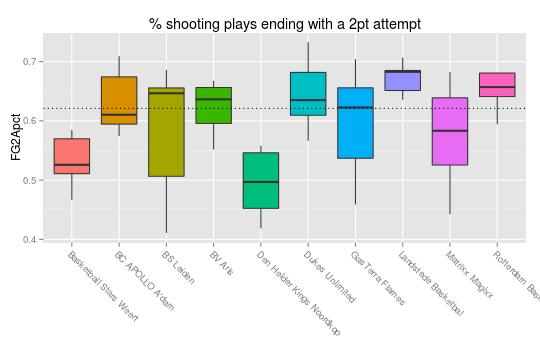 % shooting plays ending with a 2pt attempt
FG2Apct
0.7
0.6
0.5
0.4
Basketball Stars Weert
BC APOLLO A'dam
BS Leiden
BV Aris
Den Helder Kings Noordkop
Dukes Unlimited
GasTerra Flames
Landstede Basketbal
Matrixx Magixx
Rotterdam Bas